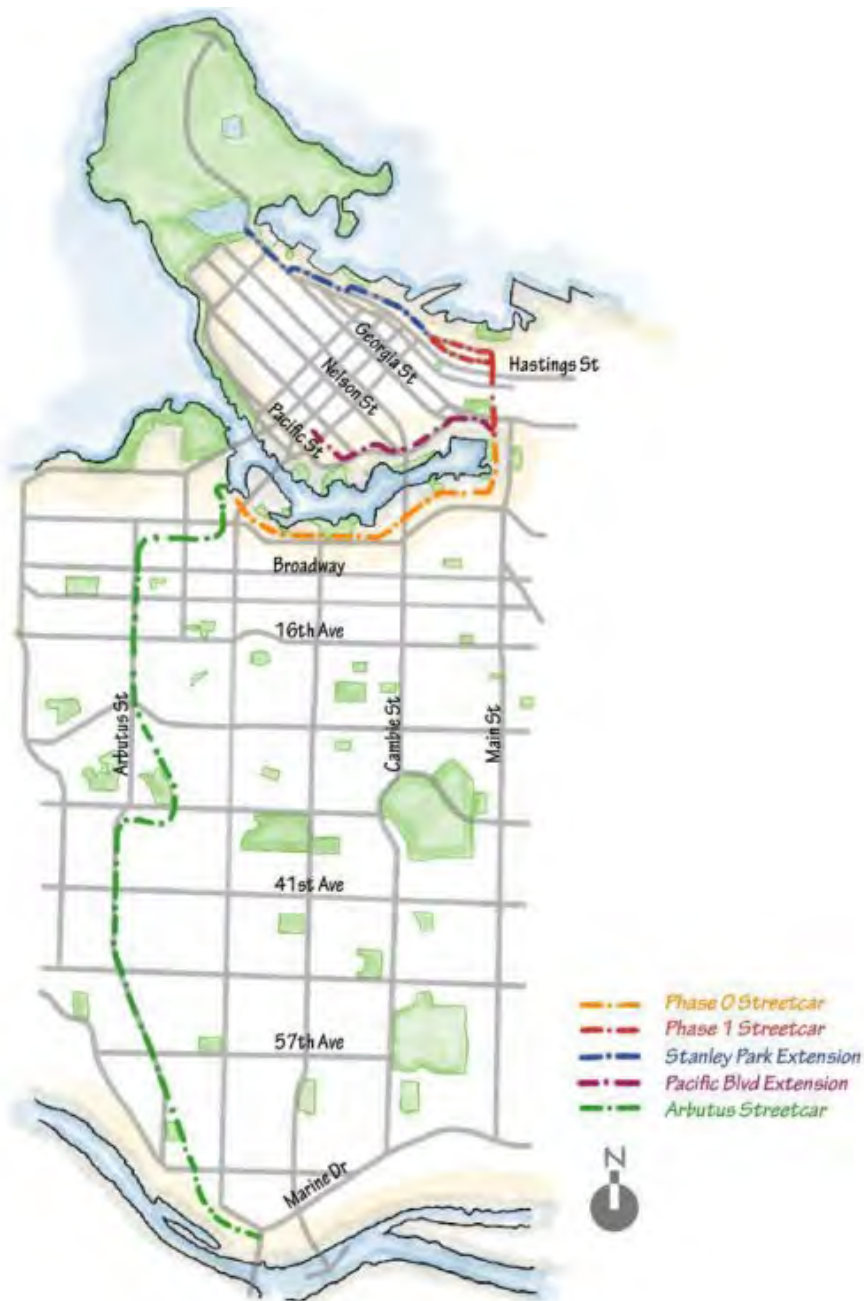 Hastings St
Georgia St
Nelson St
Pacific St
Broadway
16th Ave
Arbutus St
Cambie St
Main St
41st Ave
57th Ave
Marine Dr
Phase 0 Streetcar
Phase 1 Streetcar
Stanley Park Extension
Pacific Blvd Extension
Arbutus Streetcar
N